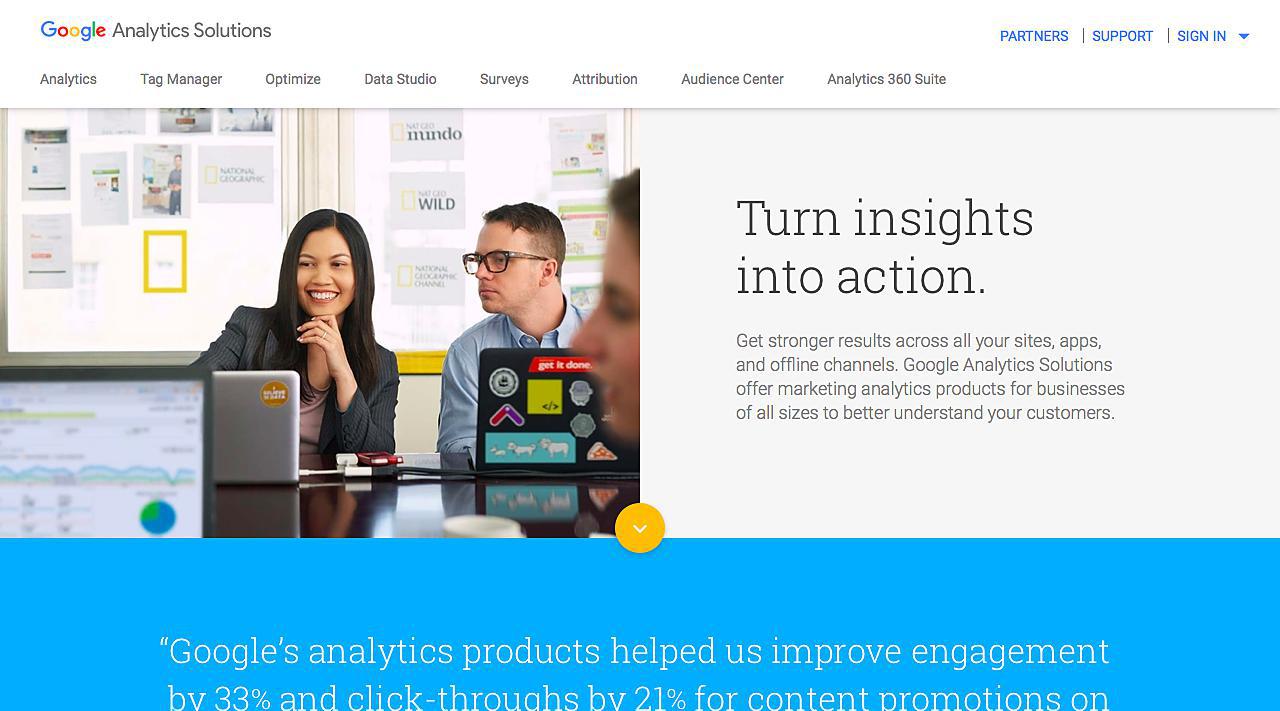 Google Analytics Solutions
PARTNERS
SUPPORT
SIGN IN
Analytics
Tag Manager
Optimize
Data Studio
Surveys
Attribution
Audience Center
Analytics 360 Suite
NAT GEO
mundo
NATIONAL
GEOGRAPHIC
NAT GEO
WILD
NATIONAL
GEOGRAPHIC
CHANNEL
get it done.
</>
Turn insights
into action.
Get stronger results across all your sites, apps,
and offline channels. Google Analytics Solutions
offer marketing analytics products for businesses
of all sizes to better understand your customers.
“Google’s analytics products helped us improve engagement
by 33% and click-throughs by 21% for content promotions on